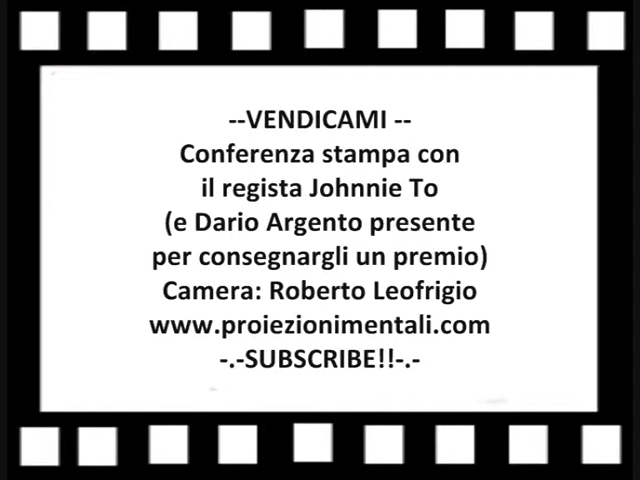 --VENDICAMI --
Conferenza stampa con
il regista Johnnie To
(e Dario Argento presente
per consegnargli un premio)
Camera: Roberto Leofrigio
www.proiezionimentali.com
-.-SUBSCRIBE!!-.-